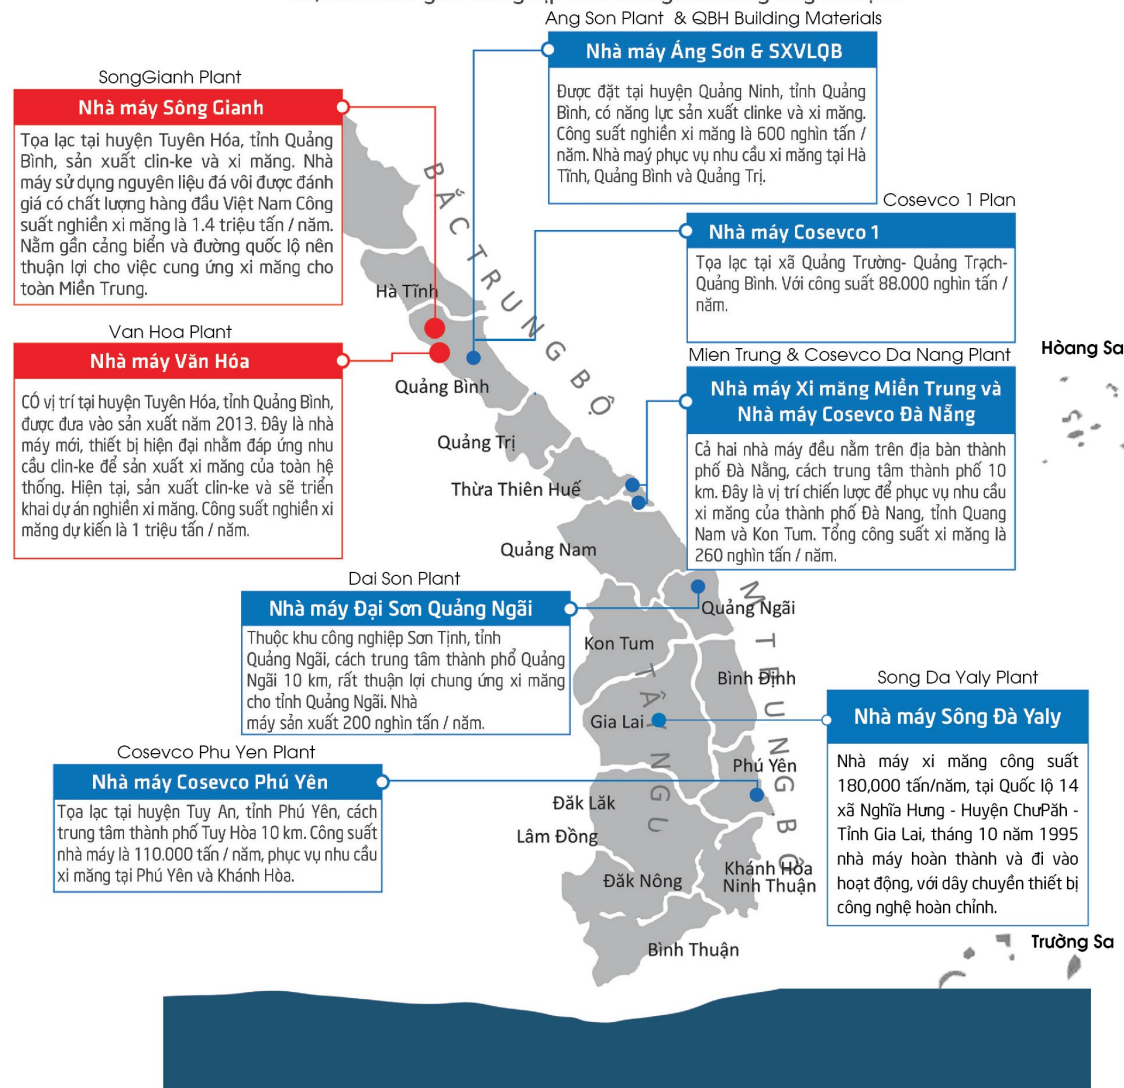 Ang Son Plant & QBH Building Materials
Nhà máy Áng Sơn & SXVLQB
Được đặt tại huyện Quảng Ninh, tỉnh Quảng
Bình, có năng lực sản xuất clinke và xi măng.
Công suất nghiền xi măng là 600 nghìn tấn /
năm. Nhà maý phục vụ nhu cầu xi măng tại Hà
Tĩnh, Quảng Bình và Quảng Trị.
SongGianh Plant
Nhà máy Sông Gianh
Tọa lạc tại huyện Tuyên Hóa, tỉnh Quảng
Bình, sản xuất clin-ke và xi măng. Nhà
máy sử dụng nguyên liệu đá vôi được đánh
giá có chất lượng hàng đầu Việt Nam Công
suất nghiền xi măng là 1.4 triệu tấn / năm.
Nằm gần cảng biển và đường quốc lộ nên
thuận lợi cho việc cung ứng xi măng cho
toàn Miền Trung.
Cosevco 1 Plan
Nhà máy Cosevco 1
Tọa lạc tại xã Quảng Trường- Quảng Trạch-
Quảng Bình. Với công suất 88.000 nghìn tấn /
năm.
Van Hoa Plant
Nhà máy Văn Hóa
CÓ vị trí tại huyện Tuyên Hóa, tỉnh Quảng Bình,
được đưa vào sản xuất năm 2013. Đây là nhà
máy mới, thiết bị hiện đại nhằm đáp ứng nhu
cầu clin-ke để sản xuất xi măng của toàn hệ
thống. Hiện tại, sản xuất clin-ke và sẽ triển
khai dự án nghiền xi măng. Công suất nghiền xi
măng dự kiến là 1 triệu tấn / năm.
Mien Trung & Cosevco Da Nang Plant
Nhà máy Xi măng Miền Trung và
Nhà máy Cosevco Đà Nẵng
Cả hai nhà máy đều nằm trên địa bàn thành
phố Đà Nằng, cách trung tâm thành phố 10
km. Đây là vị trí chiến lược để phục vụ nhu cầu
xi măng của thành phố Đà Nang, tỉnh Quang
Nam và Kon Tum. Tổng công suất xi măng là
260 nghìn tấn / năm.
Hòang Sa
BẮC TRUNG BỘ
Hà Tĩnh
Quảng Bình
Quảng Trị
Thừa Thiên Huế
Quảng Nam
Dai Son Plant
Nhà máy Đại Sơn Quảng Ngãi
Thuộc khu công nghiệp Sơn Tịnh, tỉnh
Quảng Ngãi, cách trung tâm thành phổ Quảng
Ngãi 10 km, rất thuận lợi chung ứng xi măng
cho tỉnh Quảng Ngãi. Nhà
máy sản xuất 200 nghìn tấn / năm.
Quảng Ngãi
Kon Tum
Bình Định
Gia Lai
TÂY NGU
M TRUNG BỘ
Song Da Yaly Plant
Nhà máy Sông Đà Yaly
Nhà máy xi măng công suất
180,000 tấn/năm, tại Quốc lộ 14
xã Nghĩa Hưng - Huyện ChưPăh -
Tỉnh Gia Lai, tháng 10 năm 1995
nhà máy hoàn thành và đi vào
hoạt động, với dây chuyền thiết bị
công nghệ hoàn chỉnh.
Cosevco Phu Yen Plant
Nhà máy Cosevco Phú Yên
Tọa lạc tại huyện Tuy An, tỉnh Phú Yên, cách
trung tâm thành phố Tuy Hòa 10 km. Công suất
nhà máy là 110.000 tấn / năm, phục vụ nhu cầu
xi măng tại Phú Yên và Khánh Hòa.
Phú Yên
Đăk Lăk
Lâm Đồng
Đăk Nông
Khánh Hòa
Ninh Thuận
Bình Thuận
Trường Sa